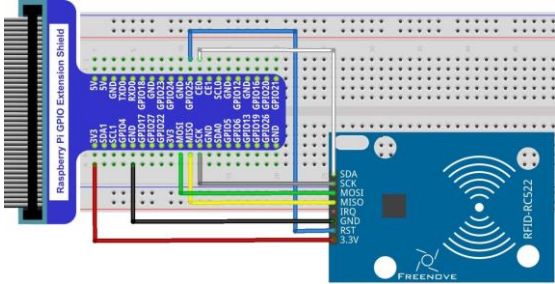 Raspberry Pi GPIO Extension Shield
5V
5V
GND
TXD0
RXD0
GPIO18
GND
GPIO23
GPIO24
GND
GPIO25
CE0
CE1
SCL0
GND
GPIO12
GND
GPIO16
GPIO20
GPIO21
3V3
SDA1
SCL1
GPIO4
GND
GPIO17
GPIO27
GPIO22
3V3
MOSI
MISO
SCK
GND
SDA0
GPIO5
GPIO6
GPIO13
GPIO19
GPIO26
GND
SDA
SCK
MOSI
MISO
IRQ
GND
RST
3.3V
RFID-RC522
FREENOVE